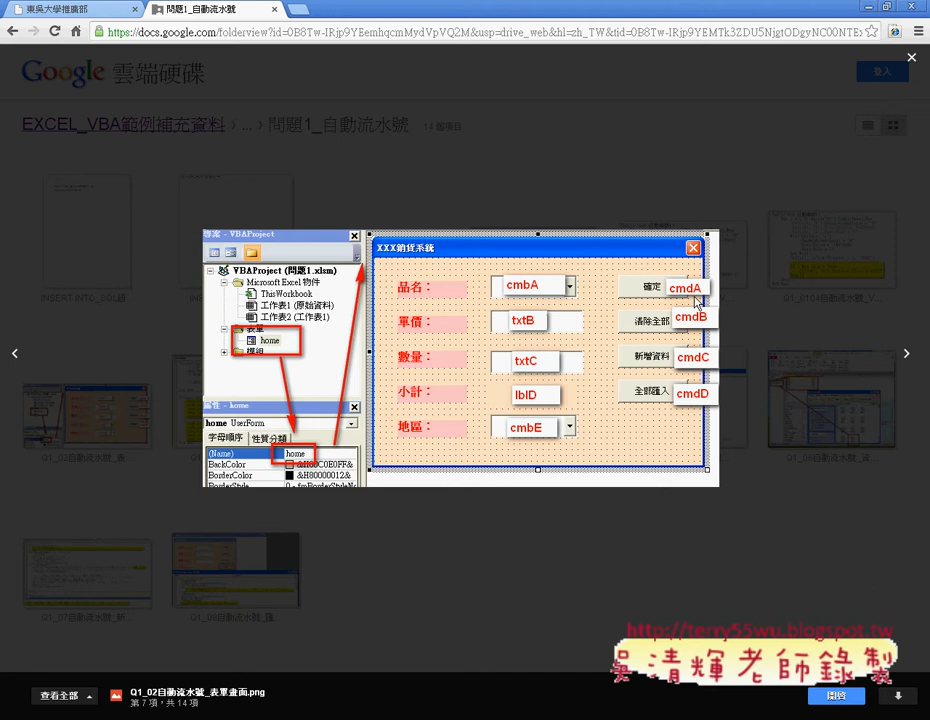 東吳大學推廣部
問題1_自動流水號
https://docs.google.com/folderview?id=0B8Tw-IRjp9YEemhqcmMydVpVQ2M&usp=drive_web&hl=zh_TW&tid=0B8Tw-IRjp9YEMTk3ZDU5NjgtODgyNC00NTE
Google 雲端硬碟
登入
EXCEL_VBA範例補充資料 › ... › 問題1_自動流水號 14 個項目
INSERT INTO_SQL語
Q1_0104自動流水號_V...
專案 - VBAProject
VBAProject (問題1.xlsm)
Microsoft Excel 物件
ThisWorkbook
工作表1 (原始資料)
工作表2 (工作表1)
表單
home
模組
屬性 - home
home UserForm
字母順序 性質分類
(Name) home
BackColor &H80C0E0FF&
BorderColor &H80000012&
BorderStyle 0 - fmBorderStyleN
XXX銷貨系統
品名： cmbA 確定 cmdA
單價： txtB 清除全部 cmdB
數量： txtC 新增資料 cmdC
小計： lblD 全部匯入 cmdD
地區： cmbE
Q1_02自動流水號_表...
Q1_07自動流水號_新...
Q1_08自動流水號_匯...
http://terry55wu.blogspot.tw
吳清輝老師錄製
查看全部
Q1_02自動流水號_表單畫面.png
第 7 項，共 14 項
開啓